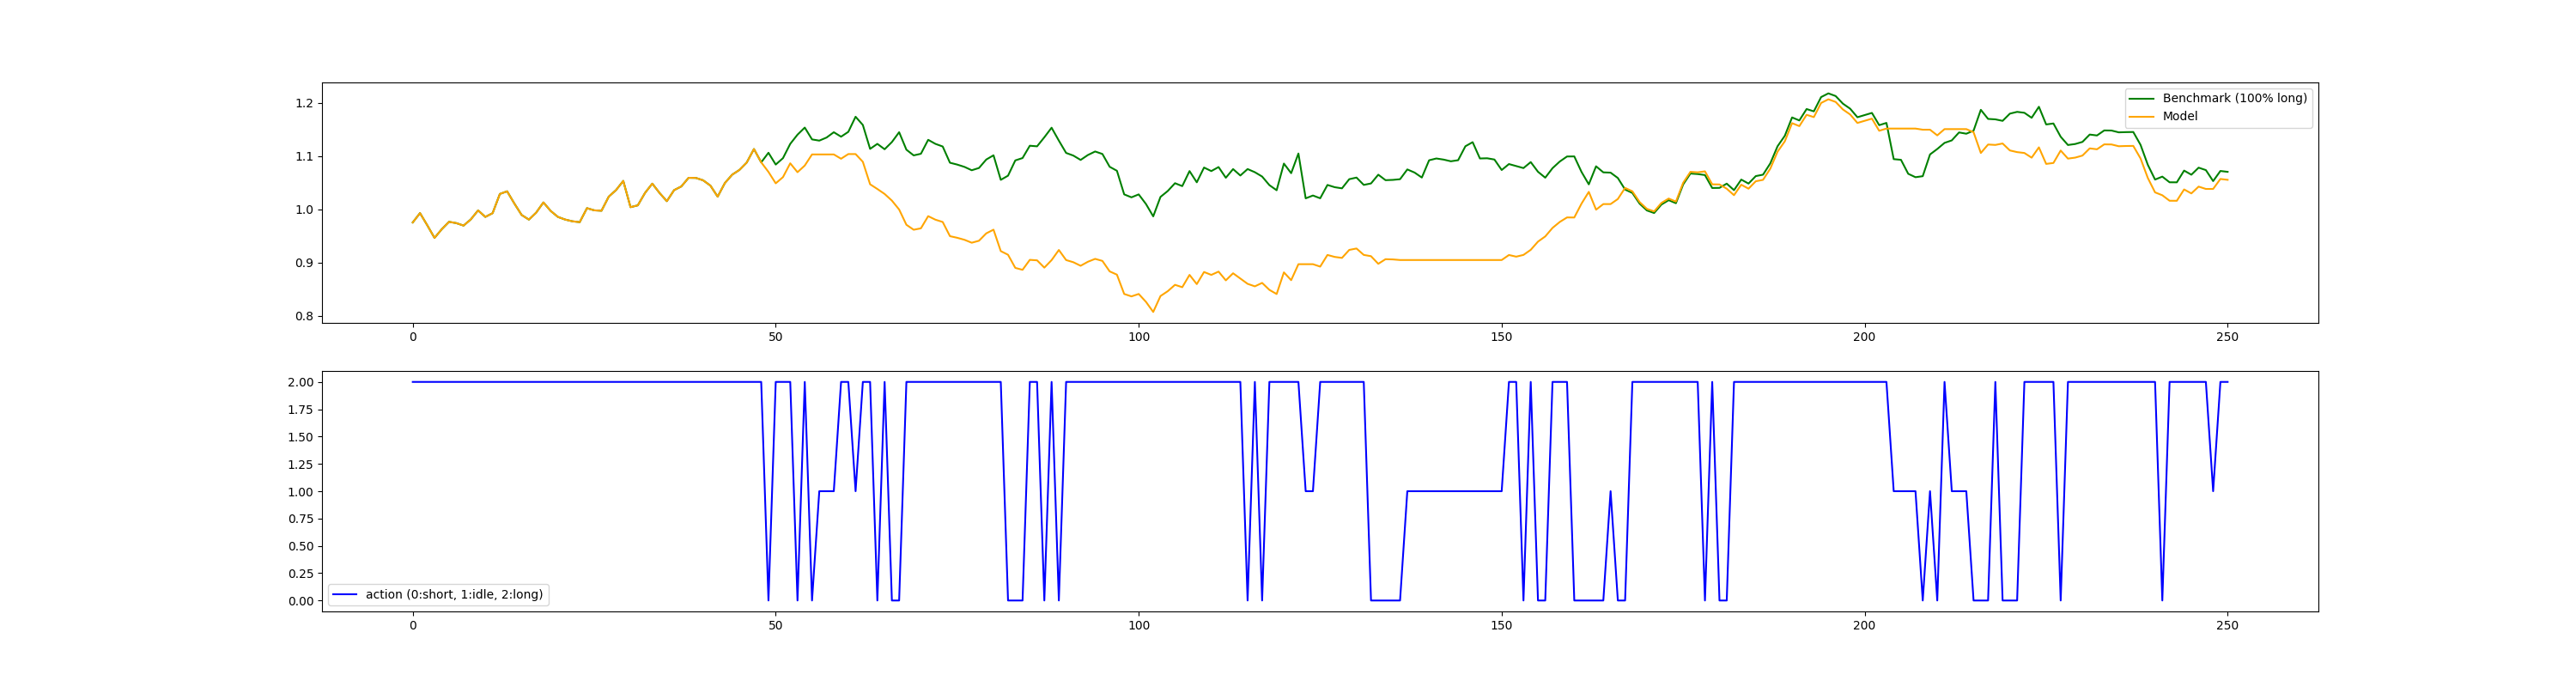 1.2
1.1
1.0
0.9
0.8
Benchmark (100% long)
Model
0 50 100 150 200 250
2.00
1.75
1.50
1.25
1.00
0.75
0.50
0.25
0.00
action (0:short, 1:idle, 2:long)
0 50 100 150 200 250